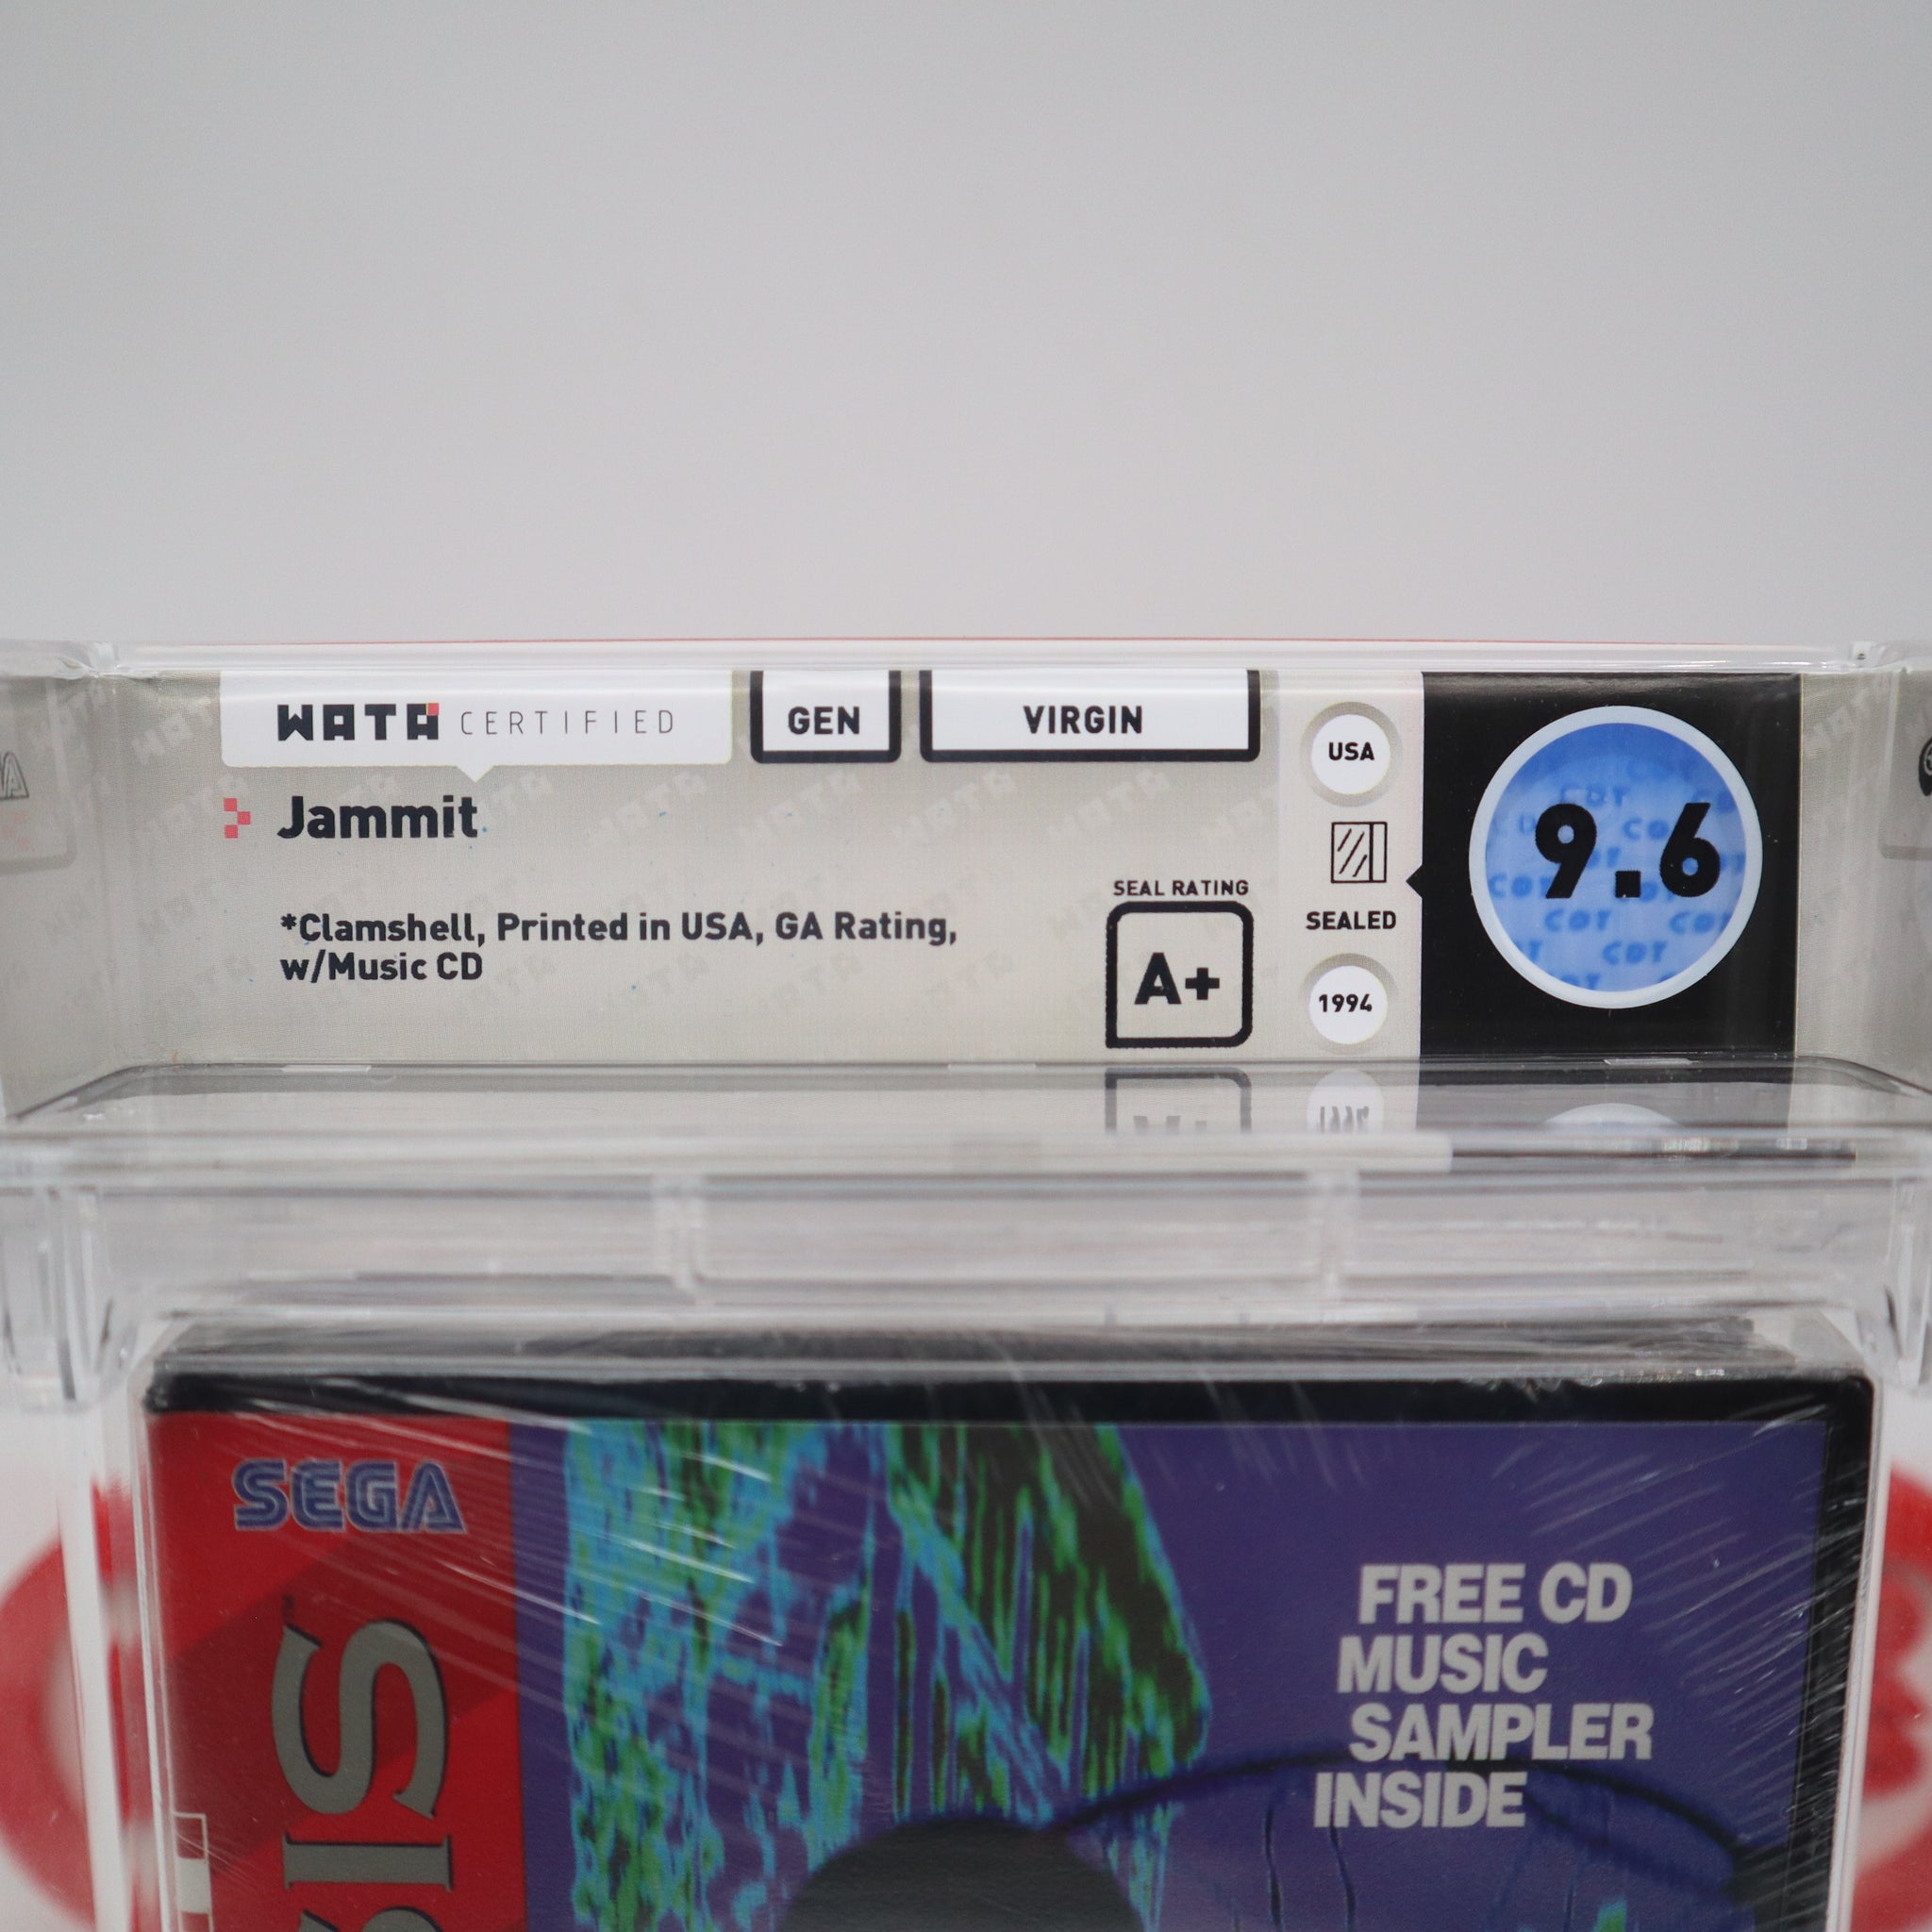 WATA CERTIFIED
GEN
VIRGIN
USA
Jammit
9.6
SEAL RATING
SEALED
*Clamshell, Printed in USA, GA Rating,
w/Music CD
A+
1994
SEGA
FREE CD
MUSIC
SAMPLER
INSIDE
SIS